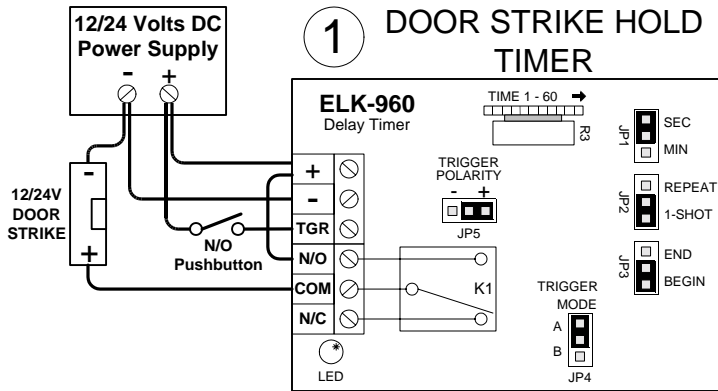 12/24 Volts DC
Power Supply
- +
1
DOOR STRIKE HOLD
TIMER
ELK-960
Delay Timer
TIME 1 - 60
R3
JP1
SEC
MIN
TRIGGER
POLARITY
- +
JP5
JP2
REPEAT
1-SHOT
JP3
END
BEGIN
-
12/24V
DOOR
STRIKE
+
N/O
Pushbutton
+
-
TGR
N/O
COM
N/C
K1
TRIGGER
MODE
A
B
JP4
LED